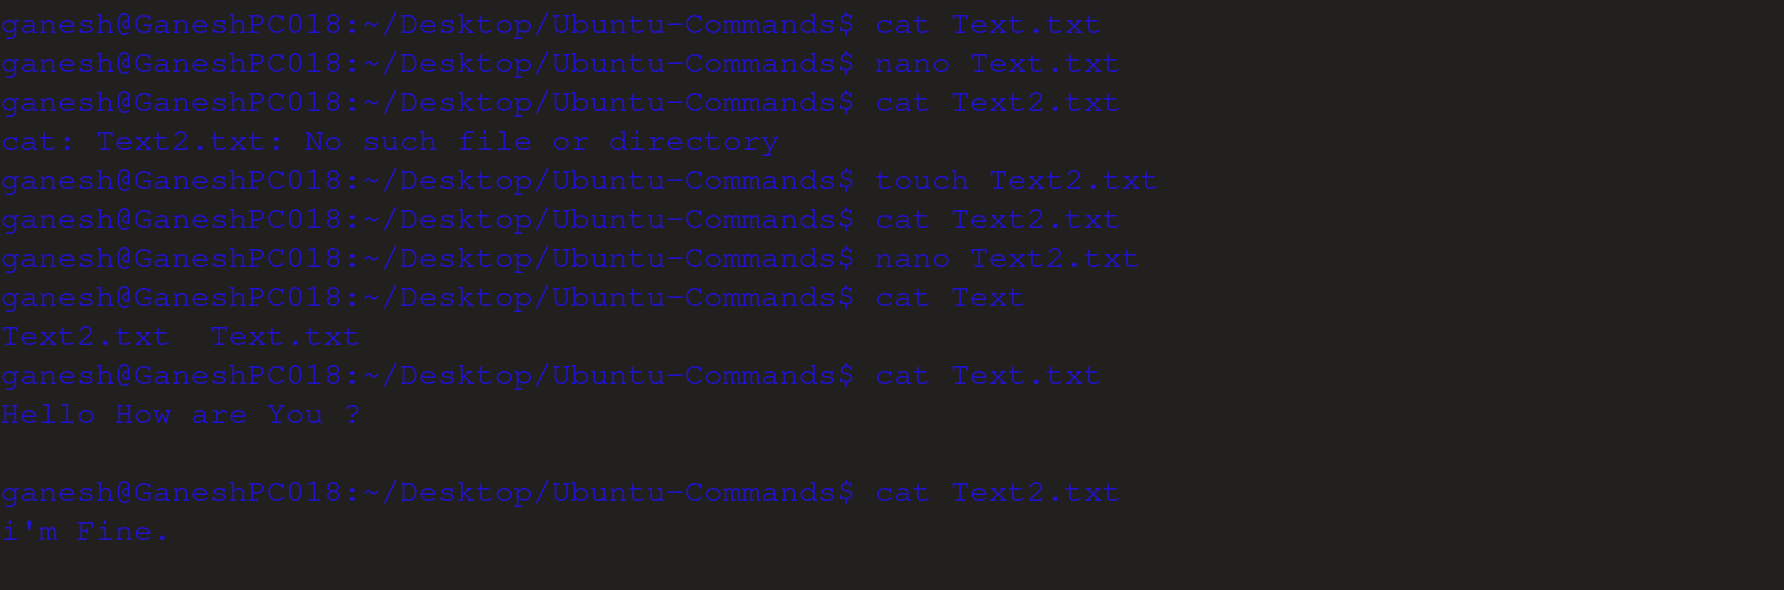 ganesh@GaneshPC018:~/Desktop/Ubuntu-Commands$ cat Text.txt
ganesh@GaneshPC018:~/Desktop/Ubuntu-Commands$ nano Text.txt
ganesh@GaneshPC018:~/Desktop/Ubuntu-Commands$ cat Text2.txt
cat: Text2.txt: No such file or directory
ganesh@GaneshPC018:~/Desktop/Ubuntu-Commands$ touch Text2.txt
ganesh@GaneshPC018:~/Desktop/Ubuntu-Commands$ cat Text2.txt
ganesh@GaneshPC018:~/Desktop/Ubuntu-Commands$ nano Text2.txt
ganesh@GaneshPC018:~/Desktop/Ubuntu-Commands$ cat Text
Text2.txt  Text.txt
ganesh@GaneshPC018:~/Desktop/Ubuntu-Commands$ cat Text.txt
Hello How are You ?
ganesh@GaneshPC018:~/Desktop/Ubuntu-Commands$ cat Text2.txt
i'm Fine.